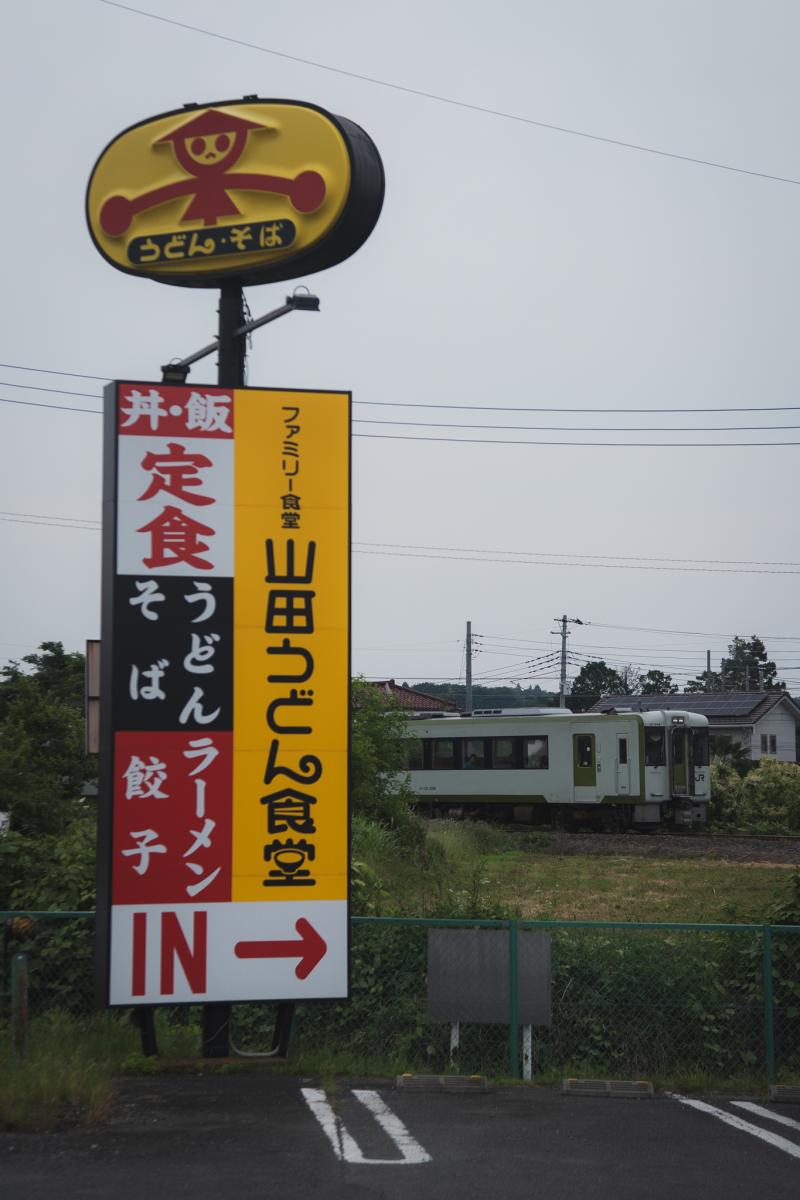 うどん・そば
丼・飯
定食
ファミリー食堂
山田うどん食堂
うどん
そば
ラーメン
餃子
IN
JR